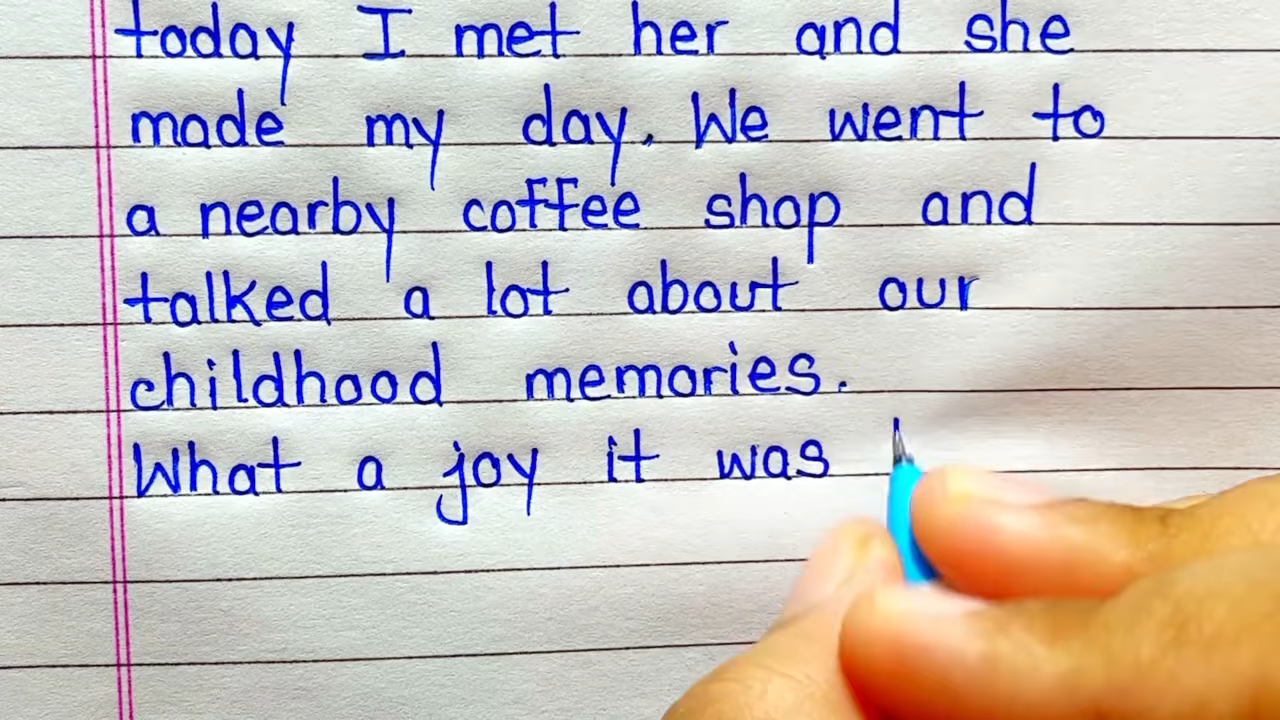 today I met her and she
made my day. We went to
a nearby coffee shop and
talked a lot about our
childhood memories.
What a joy it was